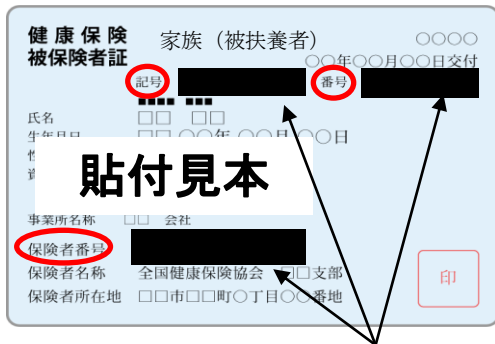 健康保険
被保険者証
家族（被扶養者）
○○○○
○○年○○月○○日交付
記号
番号
氏名 □□ □□
生年月日 □□ ○○年 ○○月 ○○日
貼付見本
事業所名称 □□ 会社
保険者番号
保険者名称 全国健康保険協会 □□支部
保険者所在地 □□市□□町○丁目○○番地
印